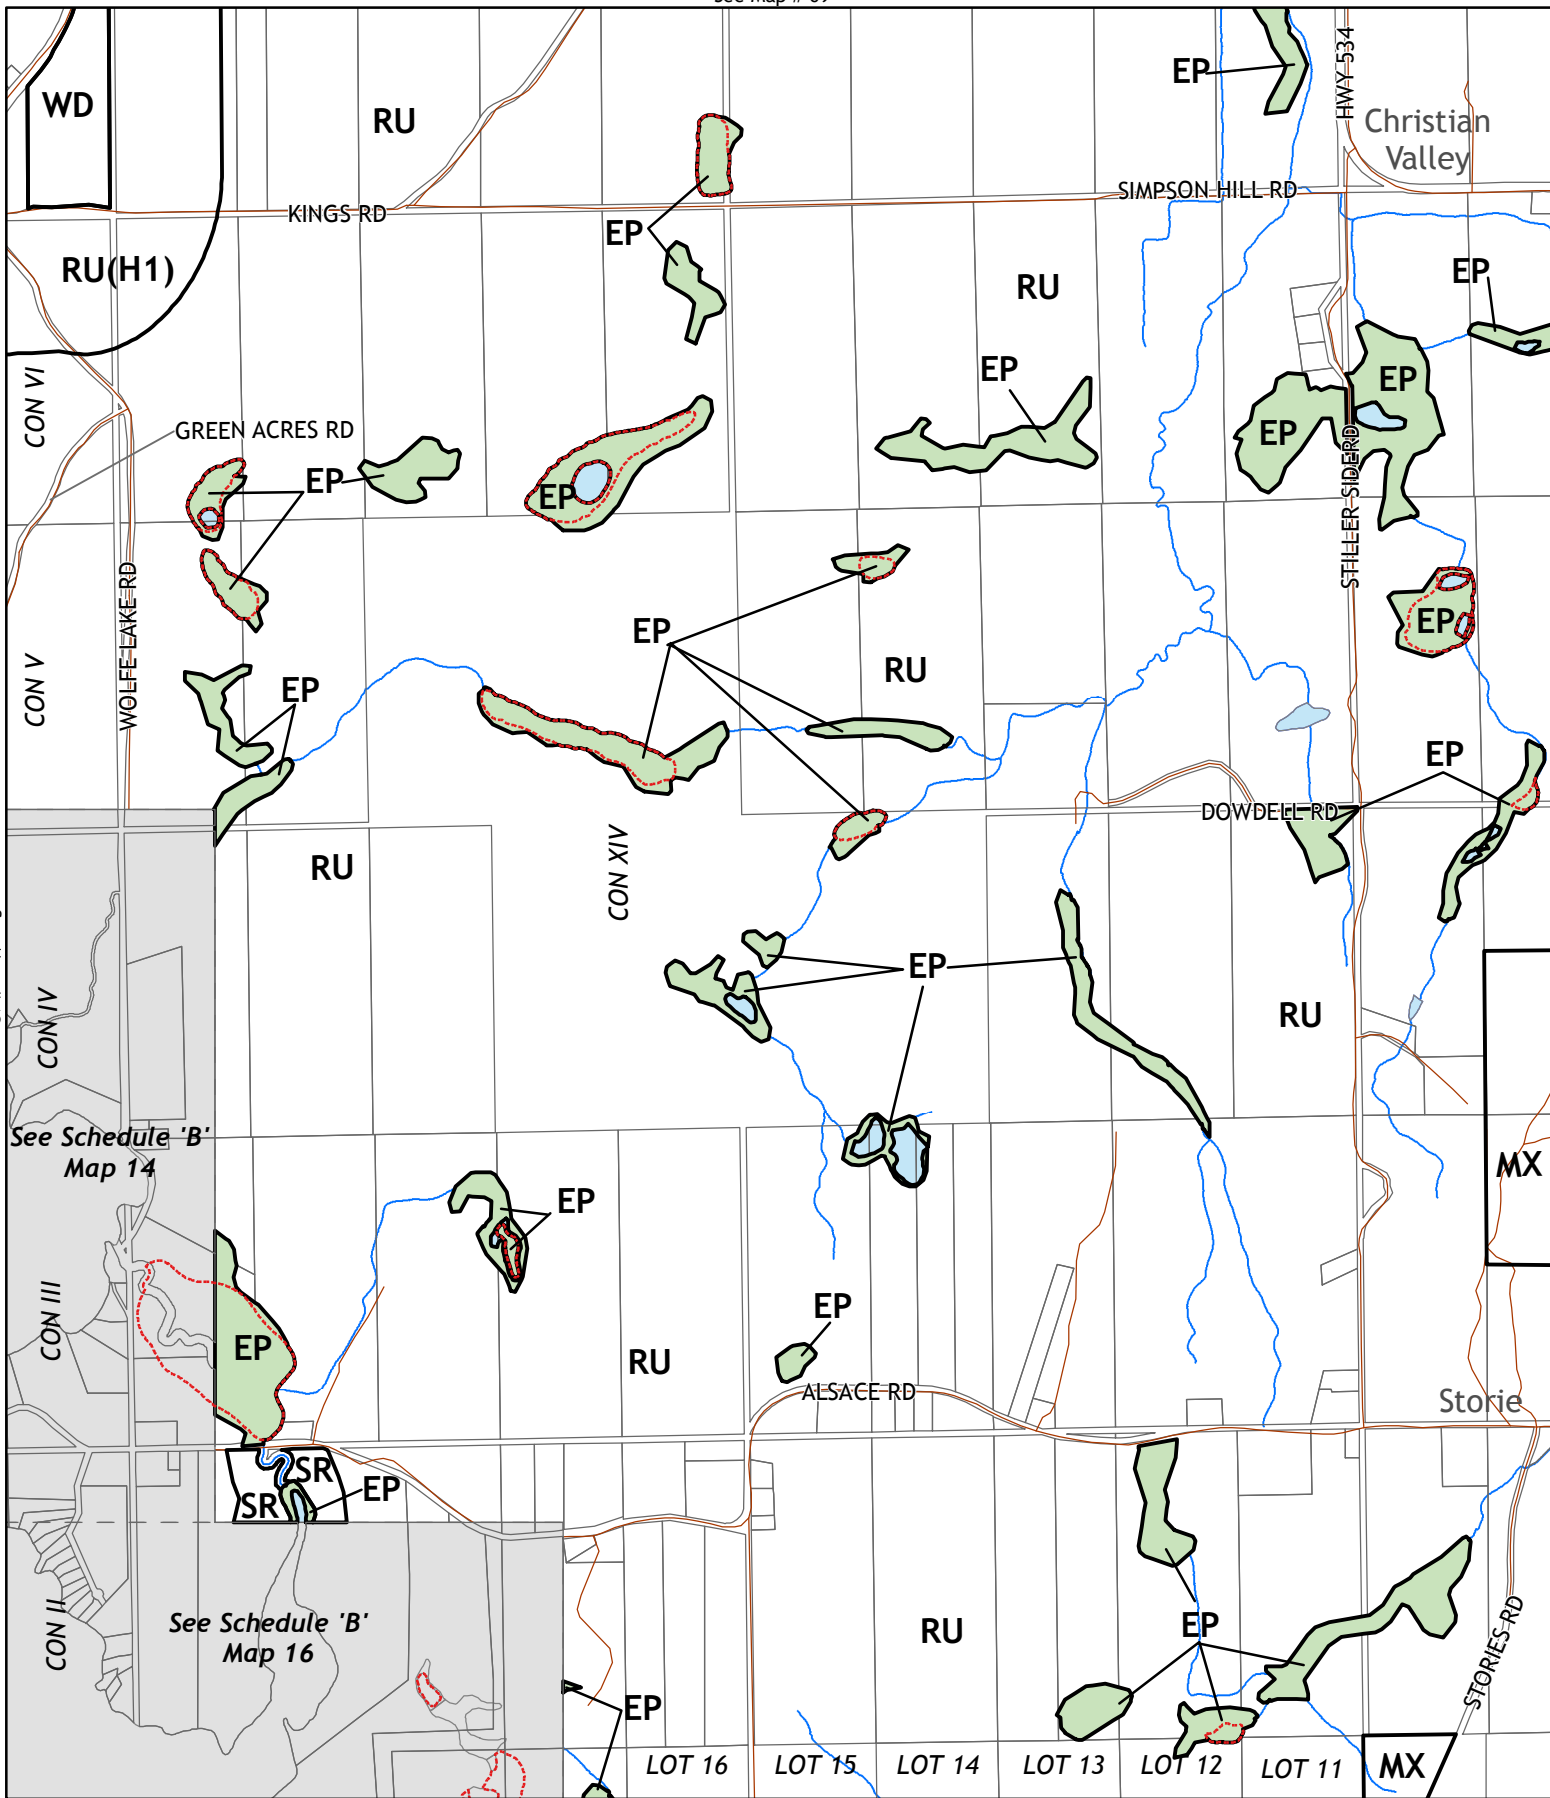 WD
RU
EP
HWY 534
Christian
Valley
SIMPSON HILL RD
KINGS RD
EP
RU(H1)
RU
EP
CON VI
EP
EP
EP
GREEN ACRES RD
EP
EP
STILLER SIDERD
CON V
WOLFE LAKE RD
EP
EP
EP
RU
EP
DOWDELL RD
RU
CON XIV
EP
RU
CON IV
See Schedule 'B'
Map 14
MX
EP
CON III
EP
EP
RU
ALSACE RD
Storie
SR
SR
EP
CON II
See Schedule 'B'
Map 16
RU
EP
STORIES RD
EP
LOT 16
LOT 15
LOT 14
LOT 13
LOT 12
LOT 11
MX